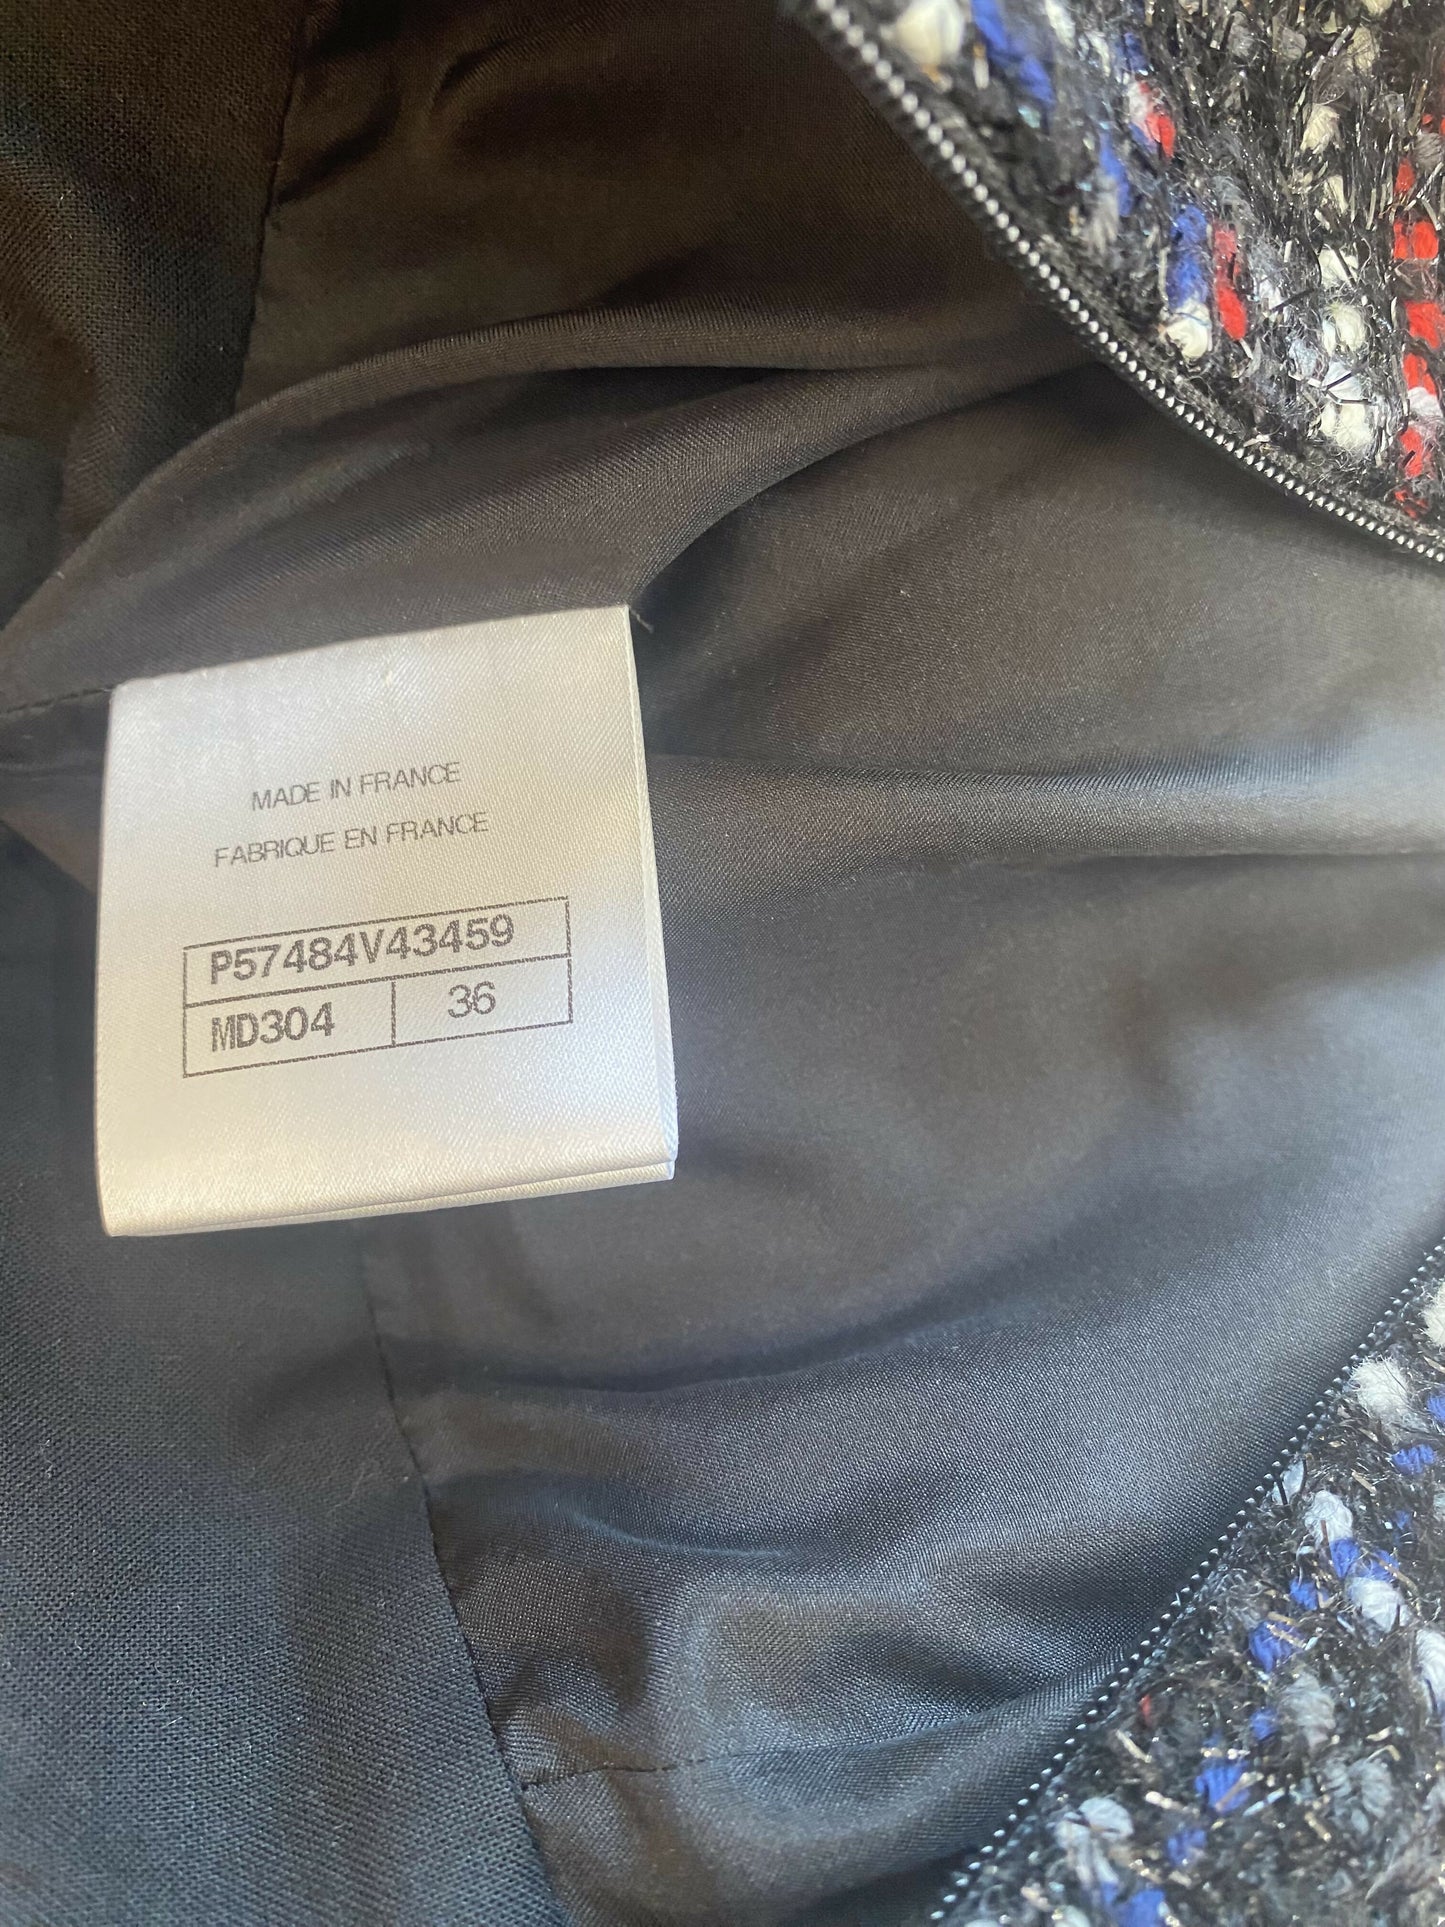 MADE IN FRANCE
FABRIQUE EN FRANCE
P57484V43459
MD304 36